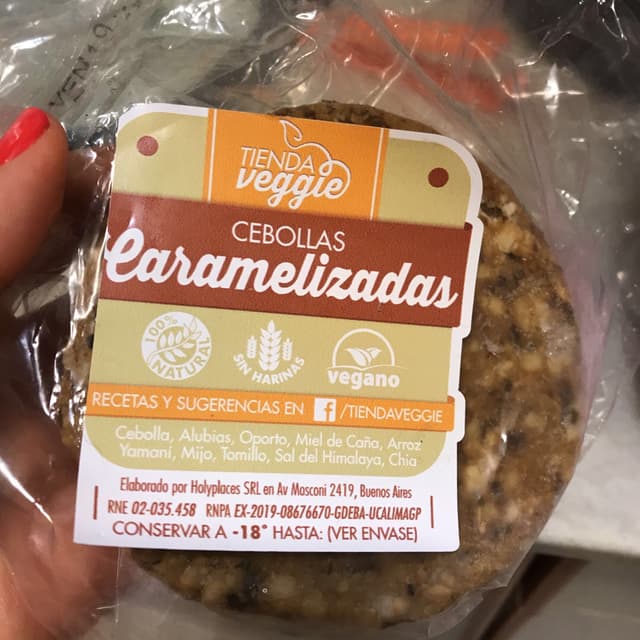 TIENDA
veggie
CEBOLLAS
Caramelizadas
100%
NATURAL
SIN HARINAS
vegano
RECETAS Y SUGERENCIAS EN f /TIENDAVEGGIE
Cebolla, Alubias, Oporto, Miel de Caña, Arroz
Yamaní, Mijo, Tomillo, Sal del Himalaya, Chia
Elaborado por Holyplaces SRL en Av Mosconi 2419, Buenos Aires
RNE 02-035.458 RNPA EX-2019-08676670-GDEBA-UCALIMAGP
CONSERVAR A -18° HASTA: (VER ENVASE)